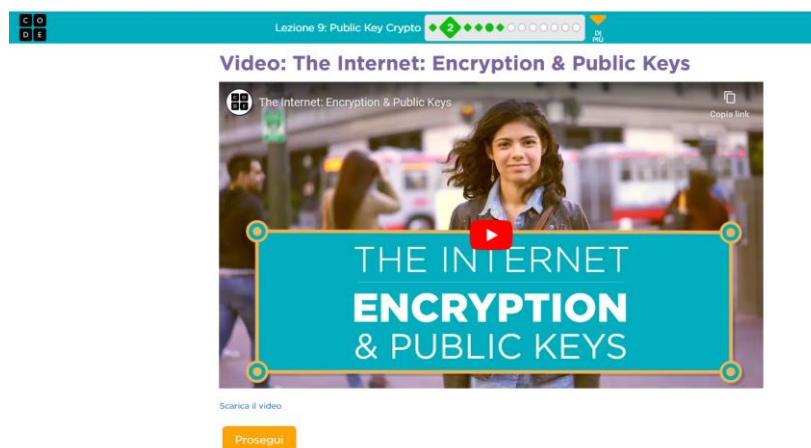 C O
D E
Lezione 9: Public Key Crypto
2
DI
PIÙ
Video: The Internet: Encryption & Public Keys
C O
D E
The Internet: Encryption & Public Keys
Copia link
THE INTERNET
ENCRYPTION
& PUBLIC KEYS
Scarica il video
Prosegui